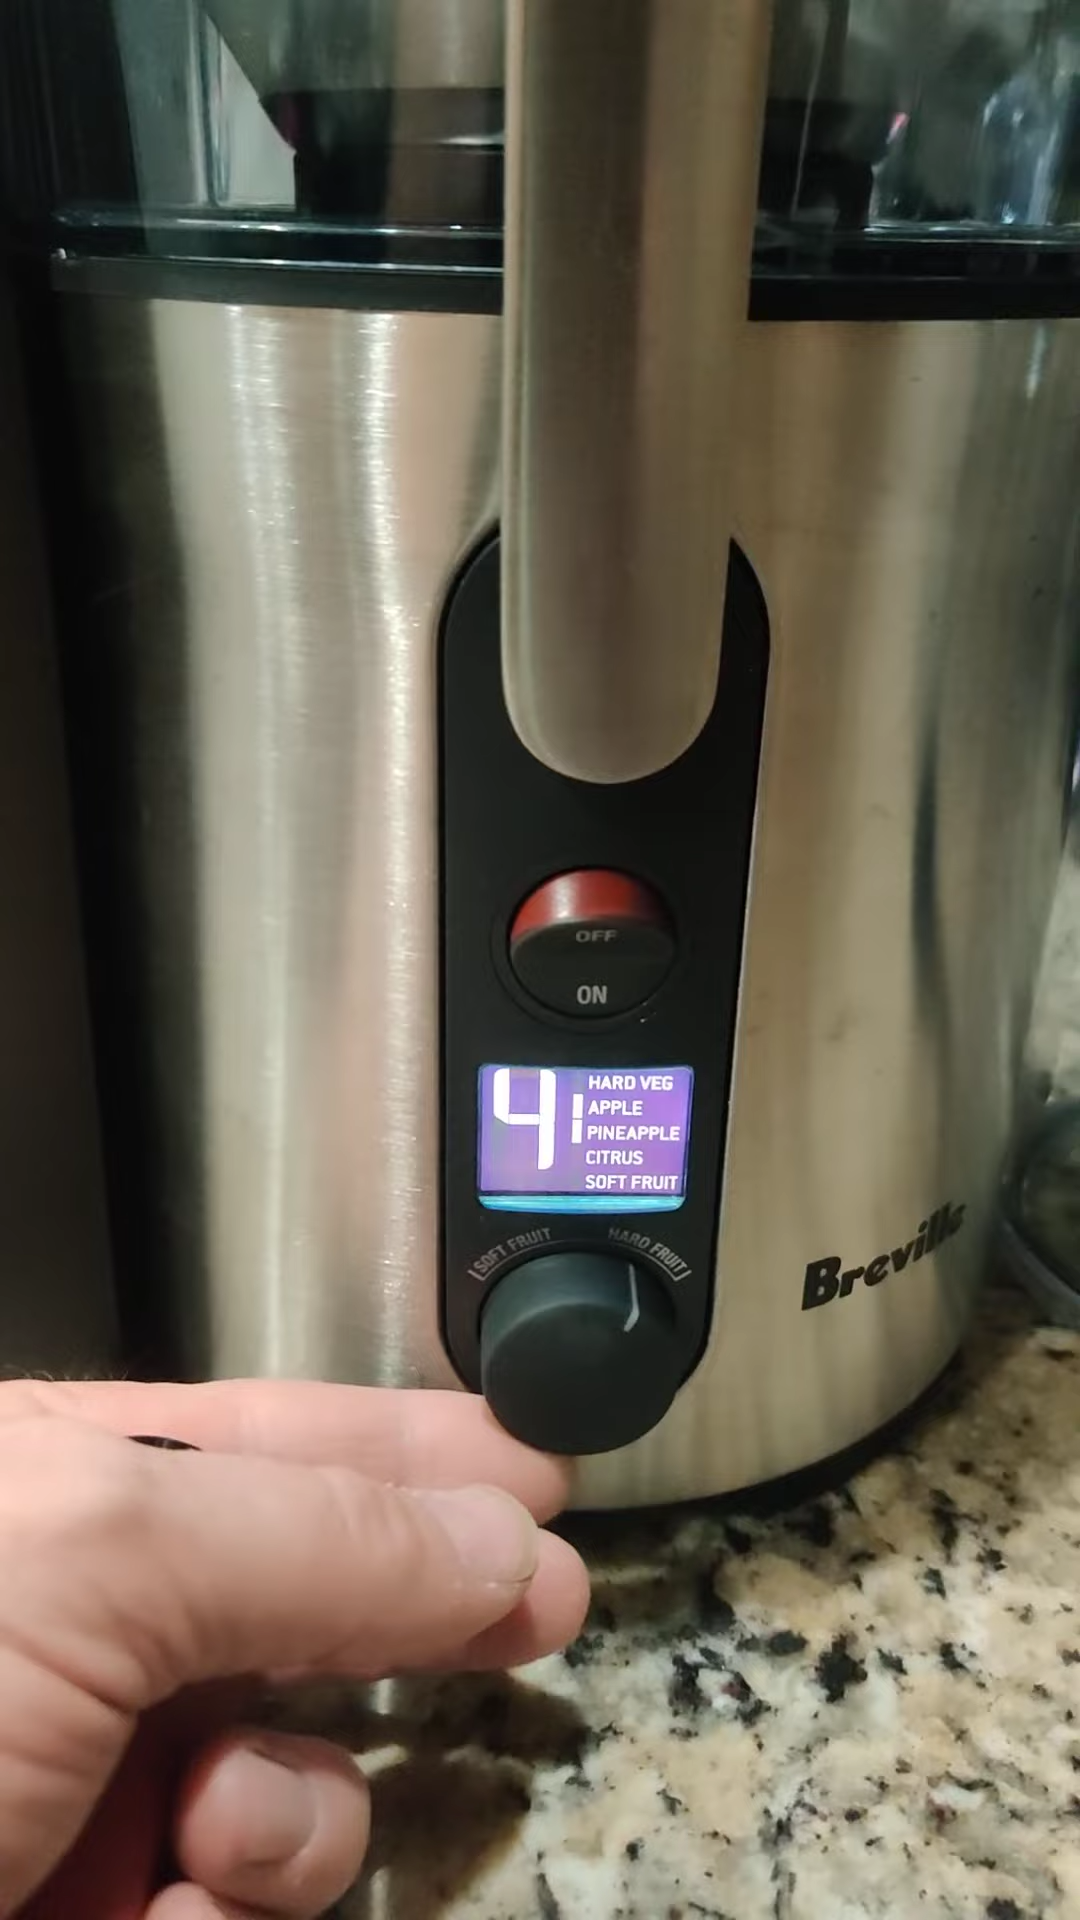 OFF
ON
4
HARD VEG
APPLE
PINEAPPLE
CITRUS
SOFT FRUIT
SOFT FRUIT
HARD FRUIT
Breville